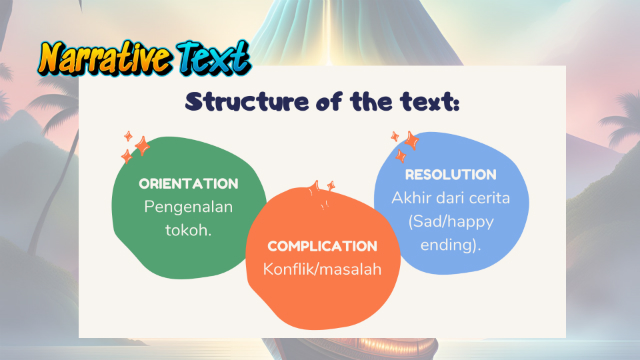 Narrative Text
Structure of the text:
ORIENTATION
Pengenalan
tokoh.
COMPLICATION
Konflik/masalah
RESOLUTION
Akhir dari cerita
(Sad/happy
ending).